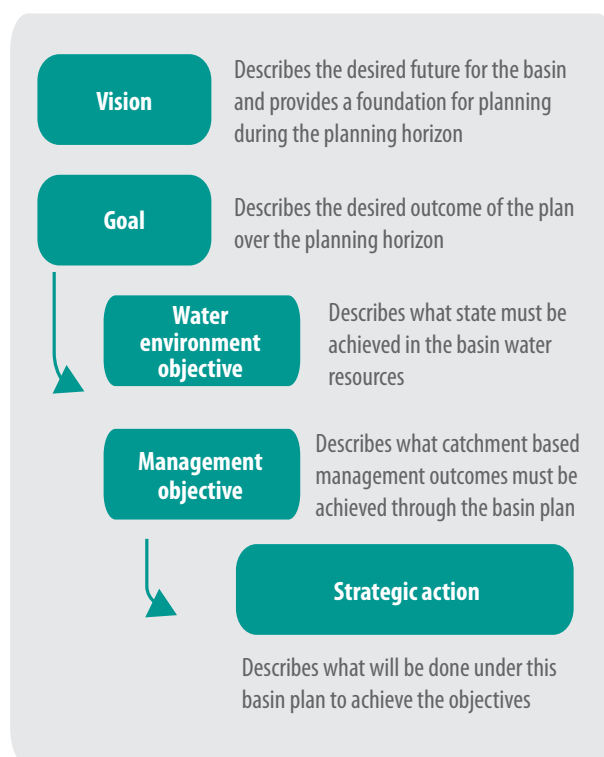 Vision
Describes the desired future for the basin
and provides a foundation for planning
during the planning horizon
Goal
Describes the desired outcome of the plan
over the planning horizon
Water
environment
objective
Describes what state must be
achieved in the basin water
resources
Management
objective
Describes what catchment based
management outcomes must be
achieved through the basin plan
Strategic action
Describes what will be done under this
basin plan to achieve the objectives